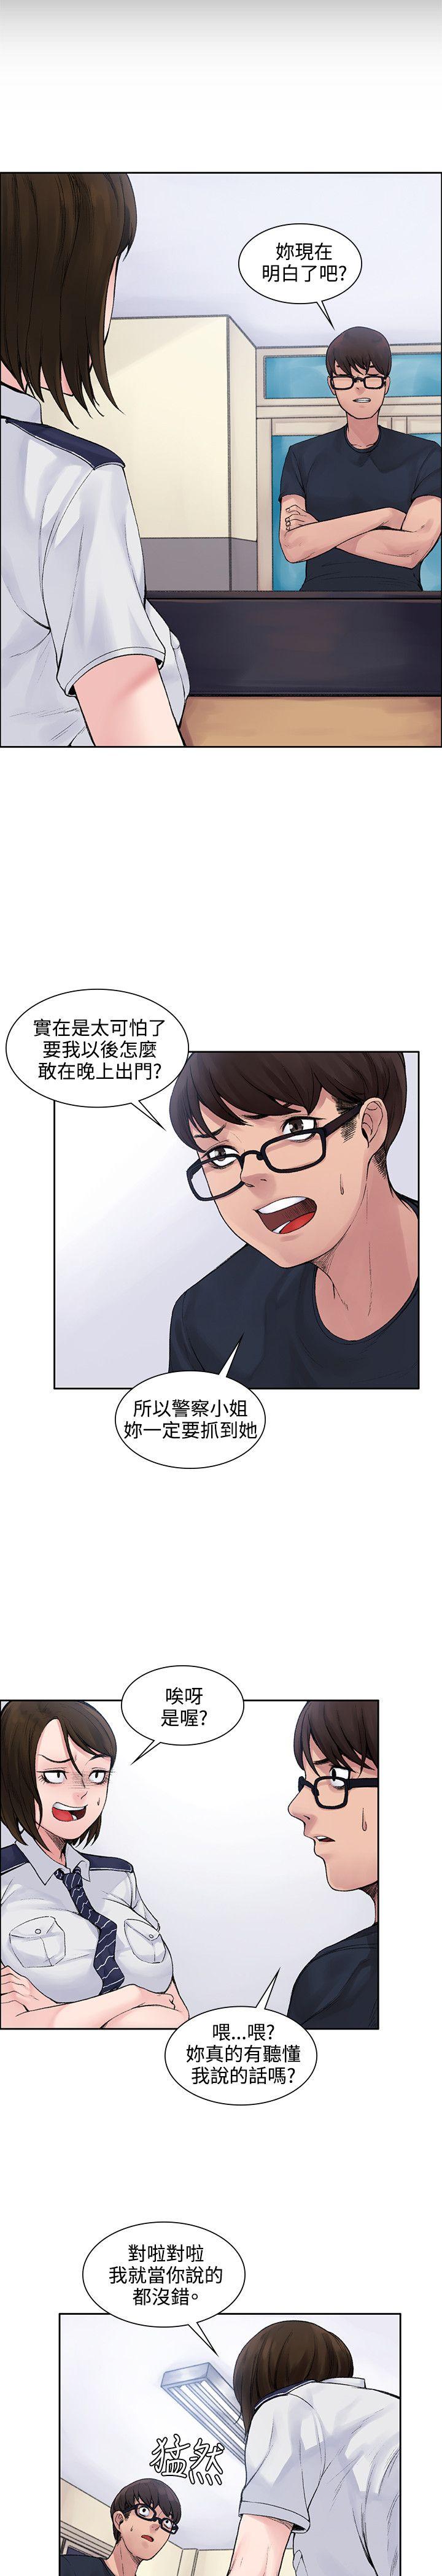 妳現在
明白了吧?
實在是太可怕了
要我以後怎麼
敢在晚上出門?
所以警察小姐
妳一定要抓到她
唉呀
是喔?
喂...喂?
妳真的有聽懂
我說的話嗎?
對啦對啦
我就當你說的
都沒錯。
猛然